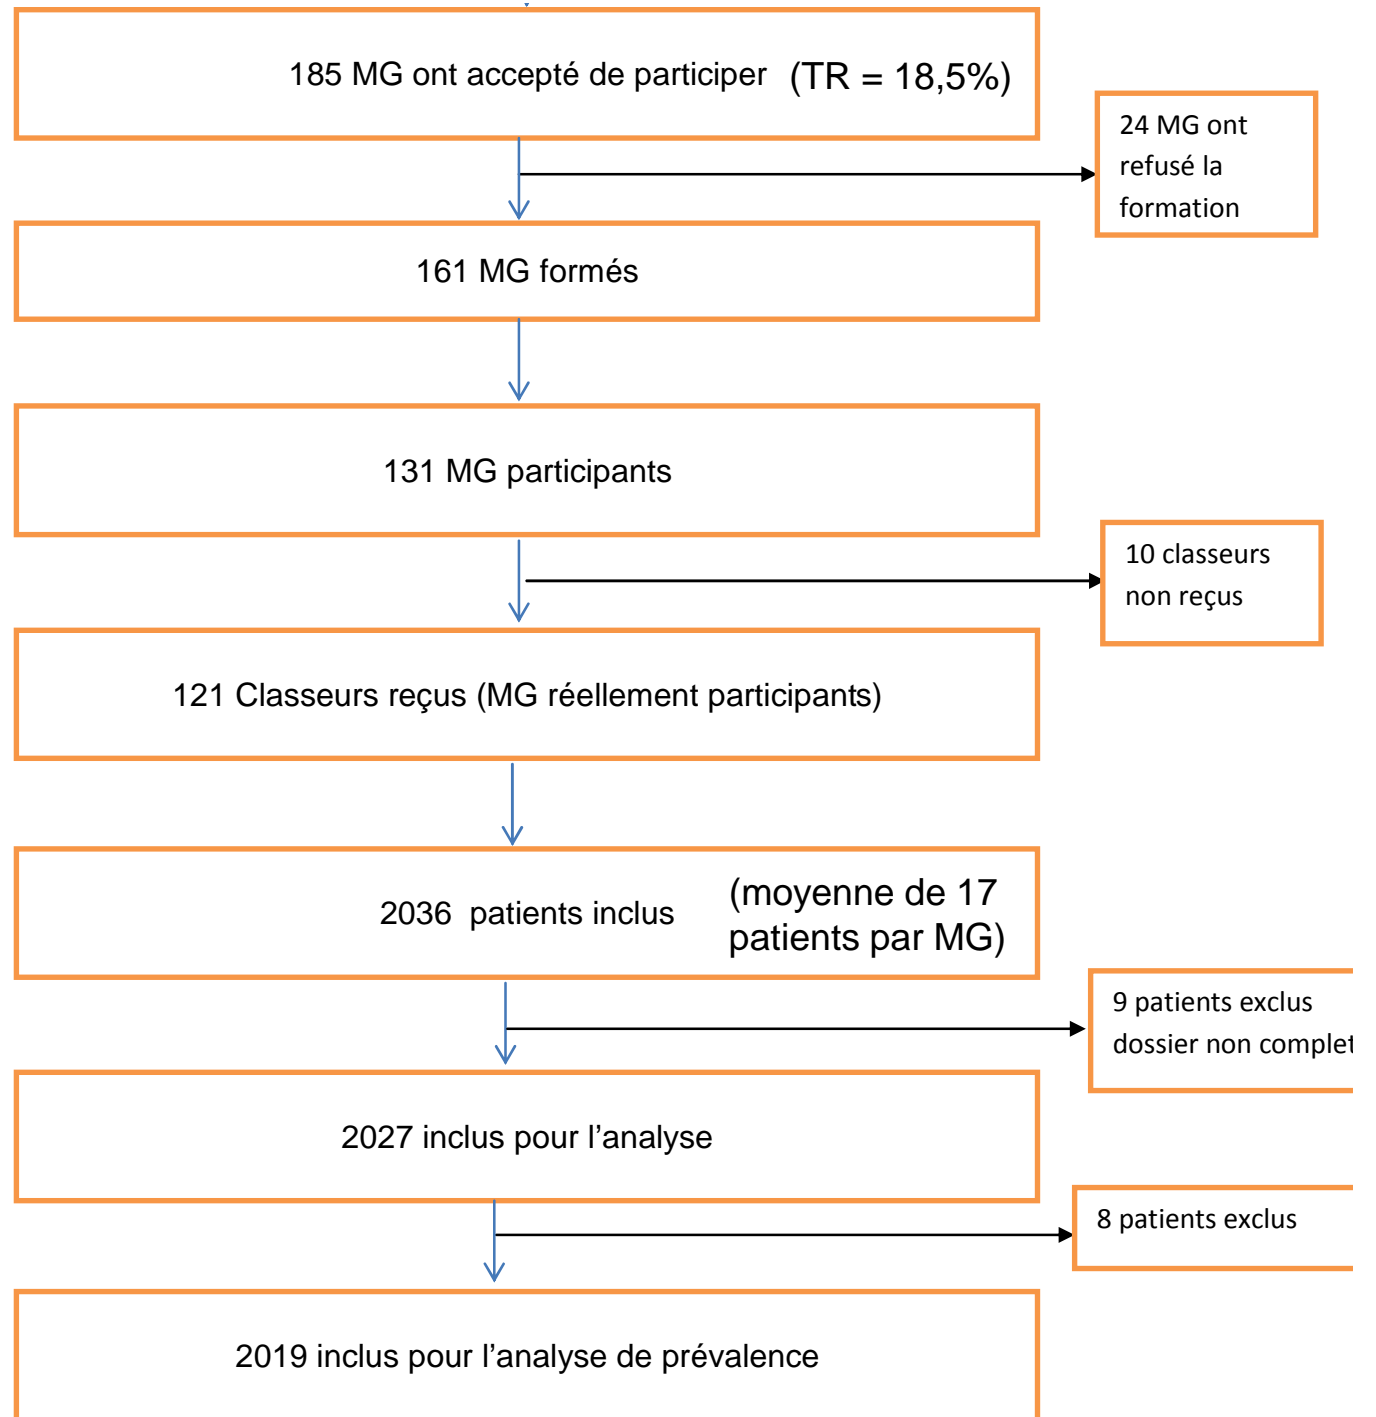 185 MG ont accepté de participer (TR = 18,5%)
24 MG ont
refusé la
formation
161 MG formés
131 MG participants
10 classeurs
non reçus
121 Classeurs reçus (MG réellement participants)
2036 patients inclus
(moyenne de 17
patients par MG)
9 patients exclus
dossier non complet
2027 inclus pour l’analyse
8 patients exclus
2019 inclus pour l’analyse de prévalence